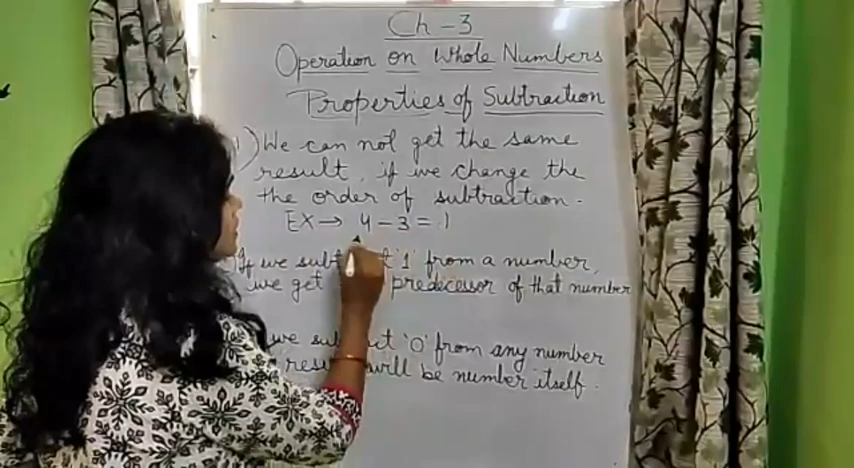 Ch - 3
Operation on Whole Numbers
Properties of Subtraction
1) We can not get the same
result, if we change the
the order of subtraction.
EX → 4 - 3 = 1
If we from a number,
we get predecessor of that number
we '0' from any number
will be number itself.